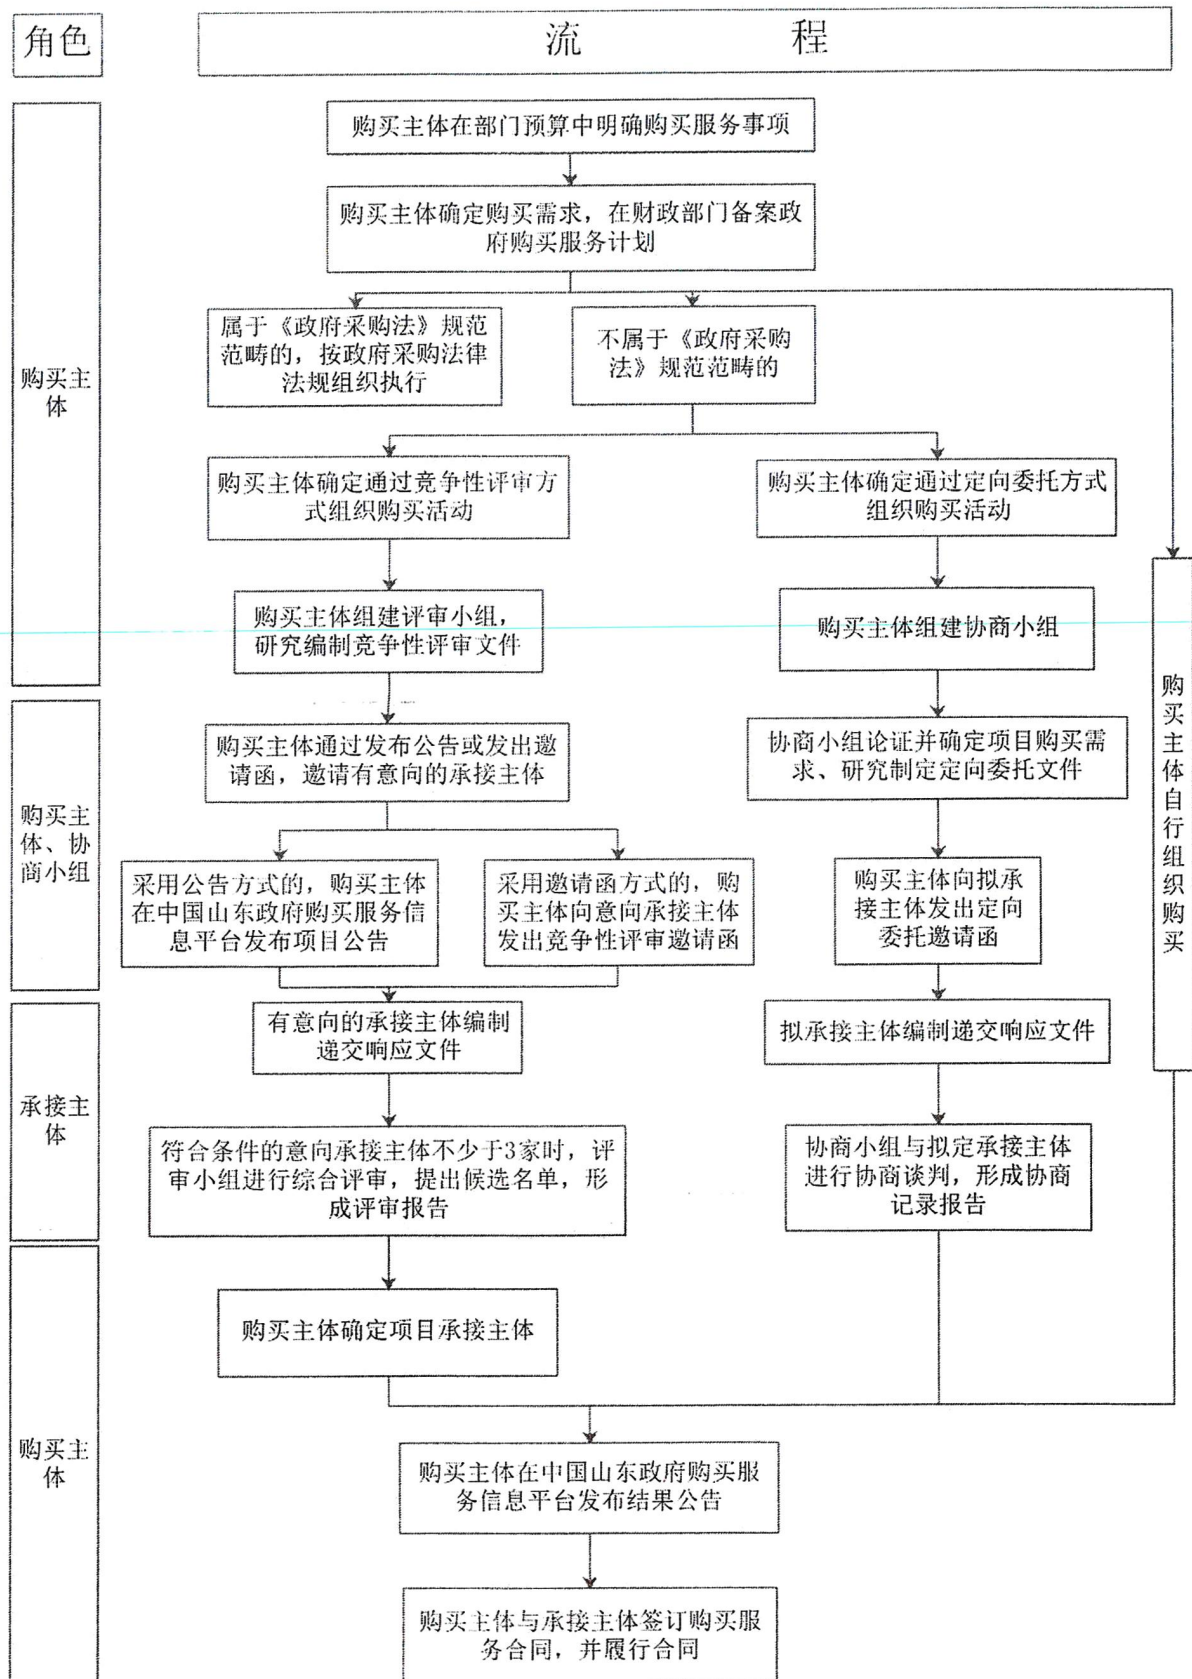 角色
流 程
购买主
体
购买主体在部门预算中明确购买服务事项
购买主体确定购买需求，在财政部门备案政
府购买服务计划
属于《政府采购法》规范
范畴的，按政府采购法律
法规组织执行
不属于《政府采购
法》规范范畴的
购买主体确定通过竞争性评审方
式组织购买活动
购买主体确定通过定向委托方式
组织购买活动
购买主体组建评审小组，
研究编制竞争性评审文件
购买主体组建协商小组
购
买
主
体
自
行
组
织
购
买
购买主
体、协
商小组
购买主体通过发布公告或发出邀
请函，邀请有意向的承接主体
协商小组论证并确定项目购买需
求、研究制定定向委托文件
采用公告方式的，购买主体
在中国山东政府购买服务信
息平台发布项目公告
采用邀请函方式的，购
买主体向意向承接主体
发出竞争性评审邀请函
购买主体向拟承
接主体发出定向
委托邀请函
承接主
体
有意向的承接主体编制
递交响应文件
拟承接主体编制递交响应文件
符合条件的意向承接主体不少于3家时，评
审小组进行综合评审，提出候选名单，形
成评审报告
协商小组与拟定承接主体
进行协商谈判，形成协商
记录报告
购买主
体
购买主体确定项目承接主体
购买主体在中国山东政府购买服
务信息平台发布结果公告
购买主体与承接主体签订购买服
务合同，并履行合同